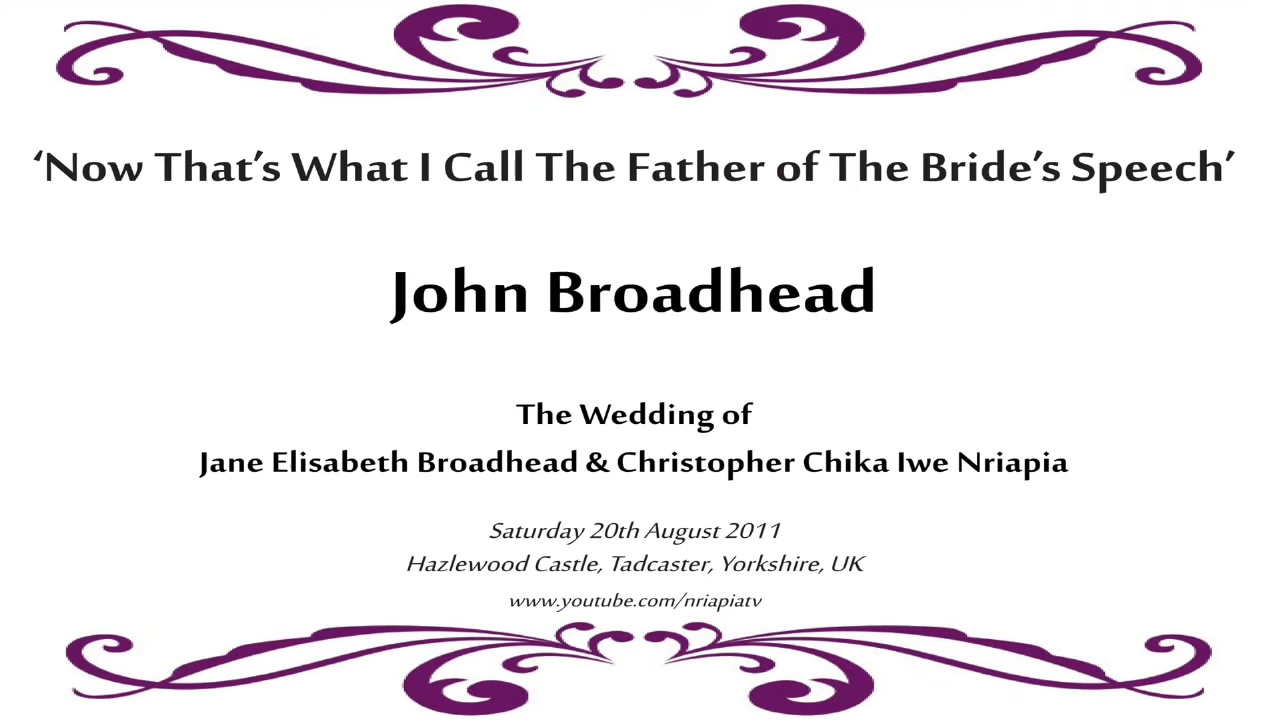 ‘Now That’s What I Call The Father of The Bride’s Speech’
John Broadhead
The Wedding of
Jane Elisabeth Broadhead & Christopher Chika Iwe Nriapia
Saturday 20th August 2011
Hazlewood Castle, Tadcaster, Yorkshire, UK
www.youtube.com/nriapiatv